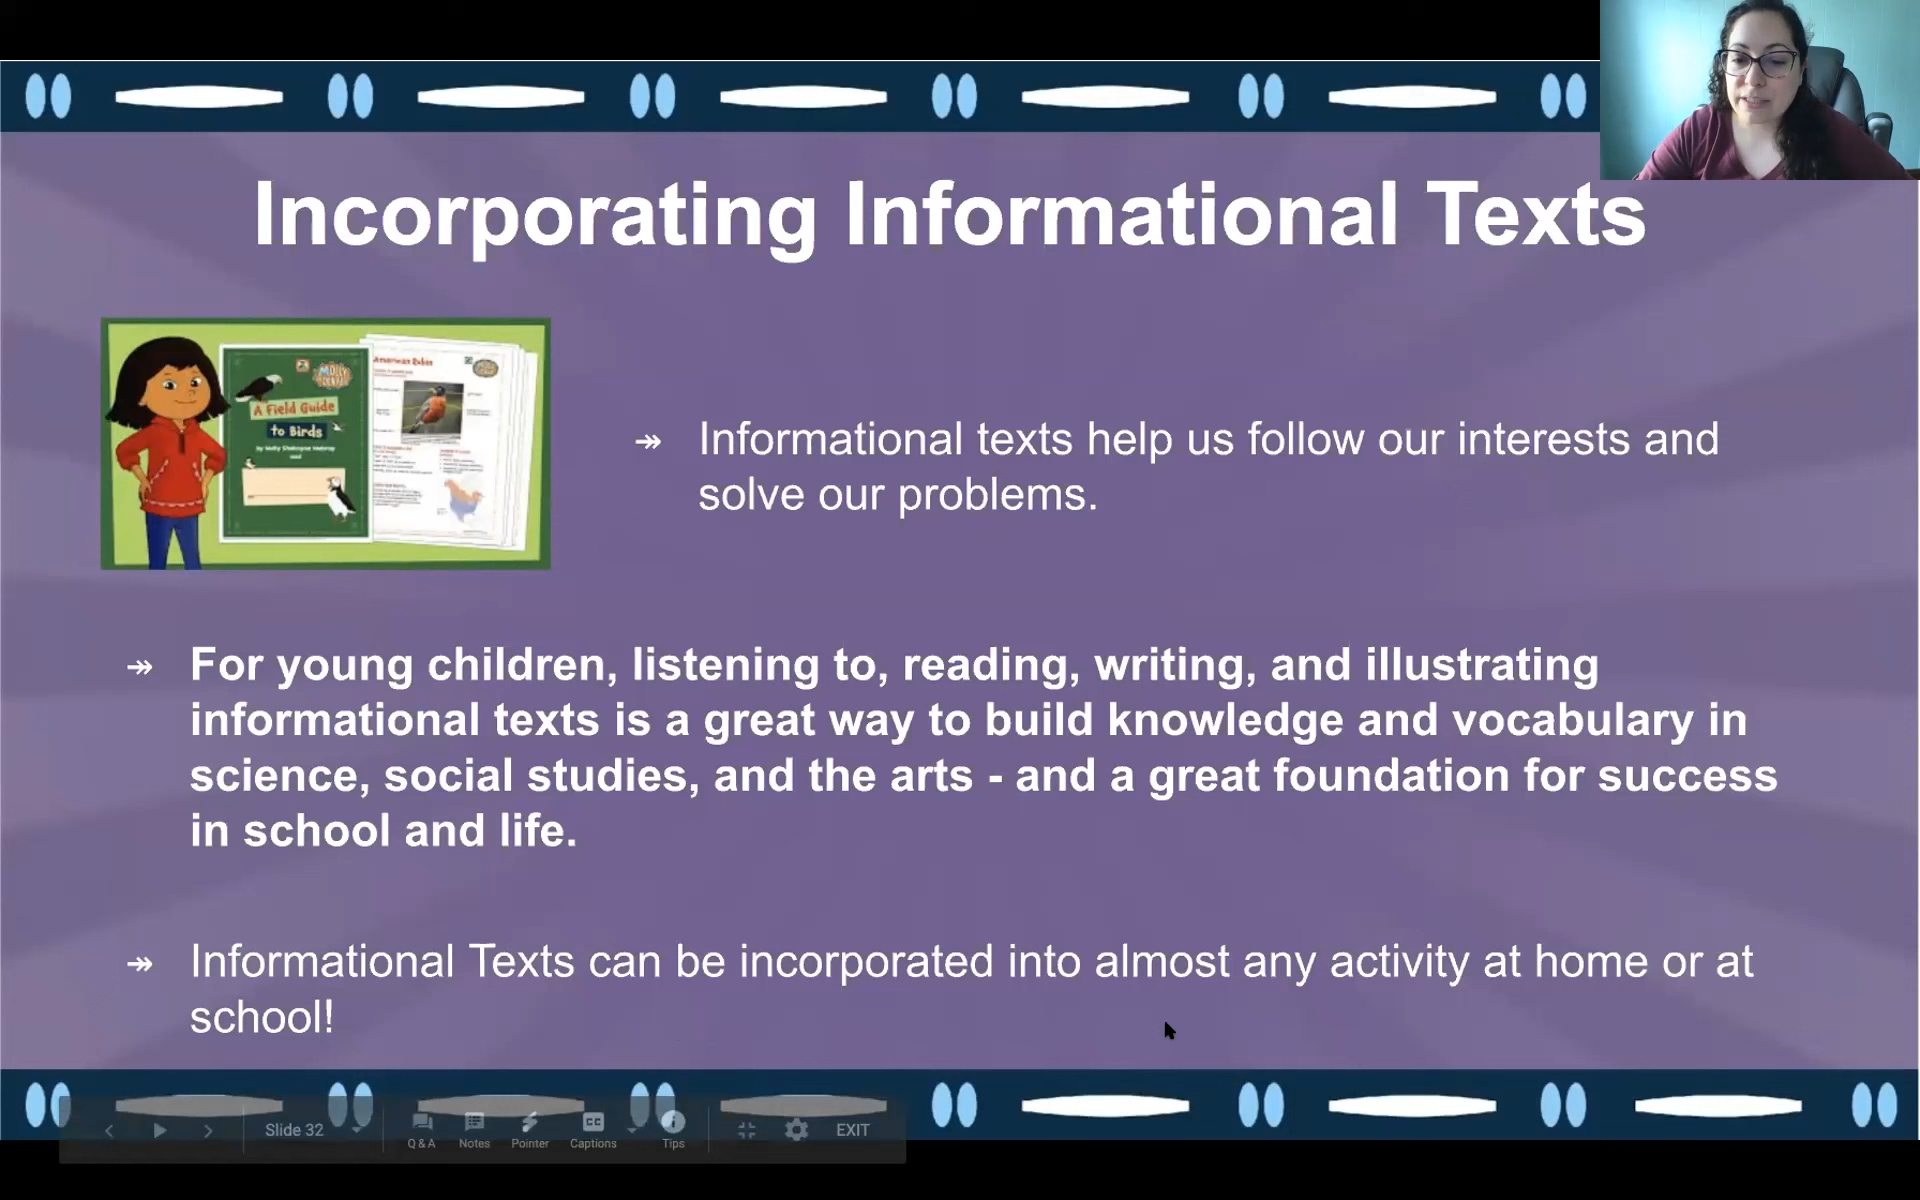 Incorporating Informational Texts
MOLLY
A Field Guide
to Birds
American Robin
↠ Informational texts help us follow our interests and
solve our problems.
↠ For young children, listening to, reading, writing, and illustrating
informational texts is a great way to build knowledge and vocabulary in
science, social studies, and the arts - and a great foundation for success
in school and life.
↠ Informational Texts can be incorporated into almost any activity at home or at
school!
Slide 32
Q & A
Notes
Pointer
CC
Captions
Tips
EXIT